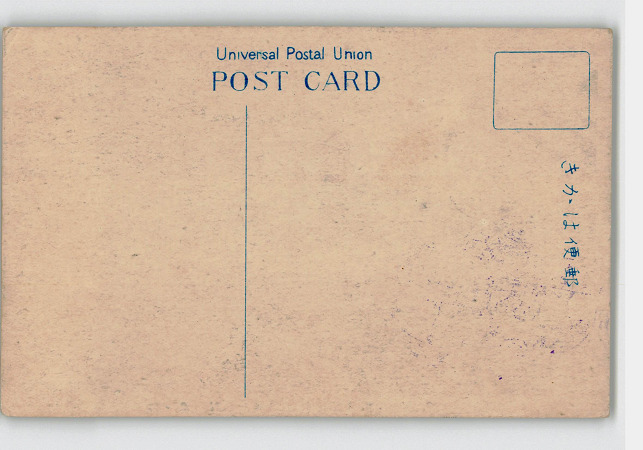 Universal Postal Union
POST CARD
きかは便郵